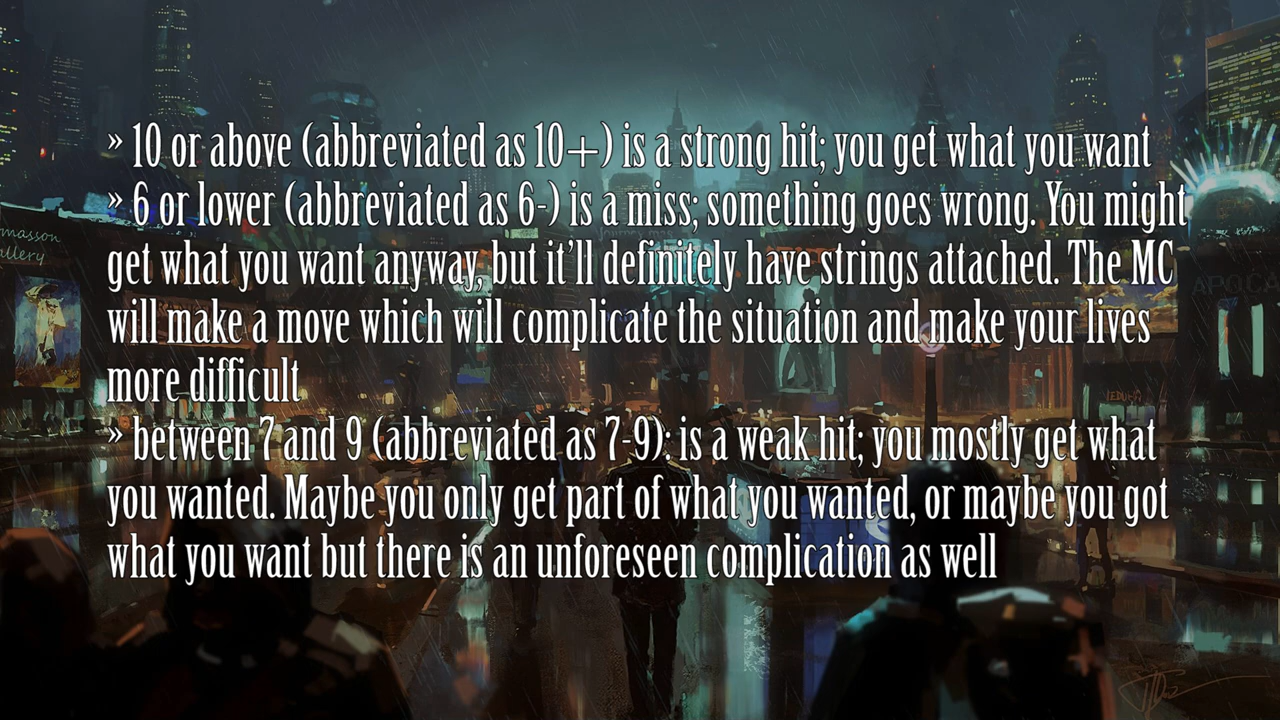 » 10 or above (abbreviated as 10+) is a strong hit; you get what you want
» 6 or lower (abbreviated as 6-) is a miss; something goes wrong. You might
get what you want anyway, but it’ll definitely have strings attached. The MC
will make a move which will complicate the situation and make your lives
more difficult
» between 7 and 9 (abbreviated as 7-9): is a weak hit; you mostly get what
you wanted. Maybe you only get part of what you wanted, or maybe you got
what you want but there is an unforeseen complication as well
masson
allery
APOCA